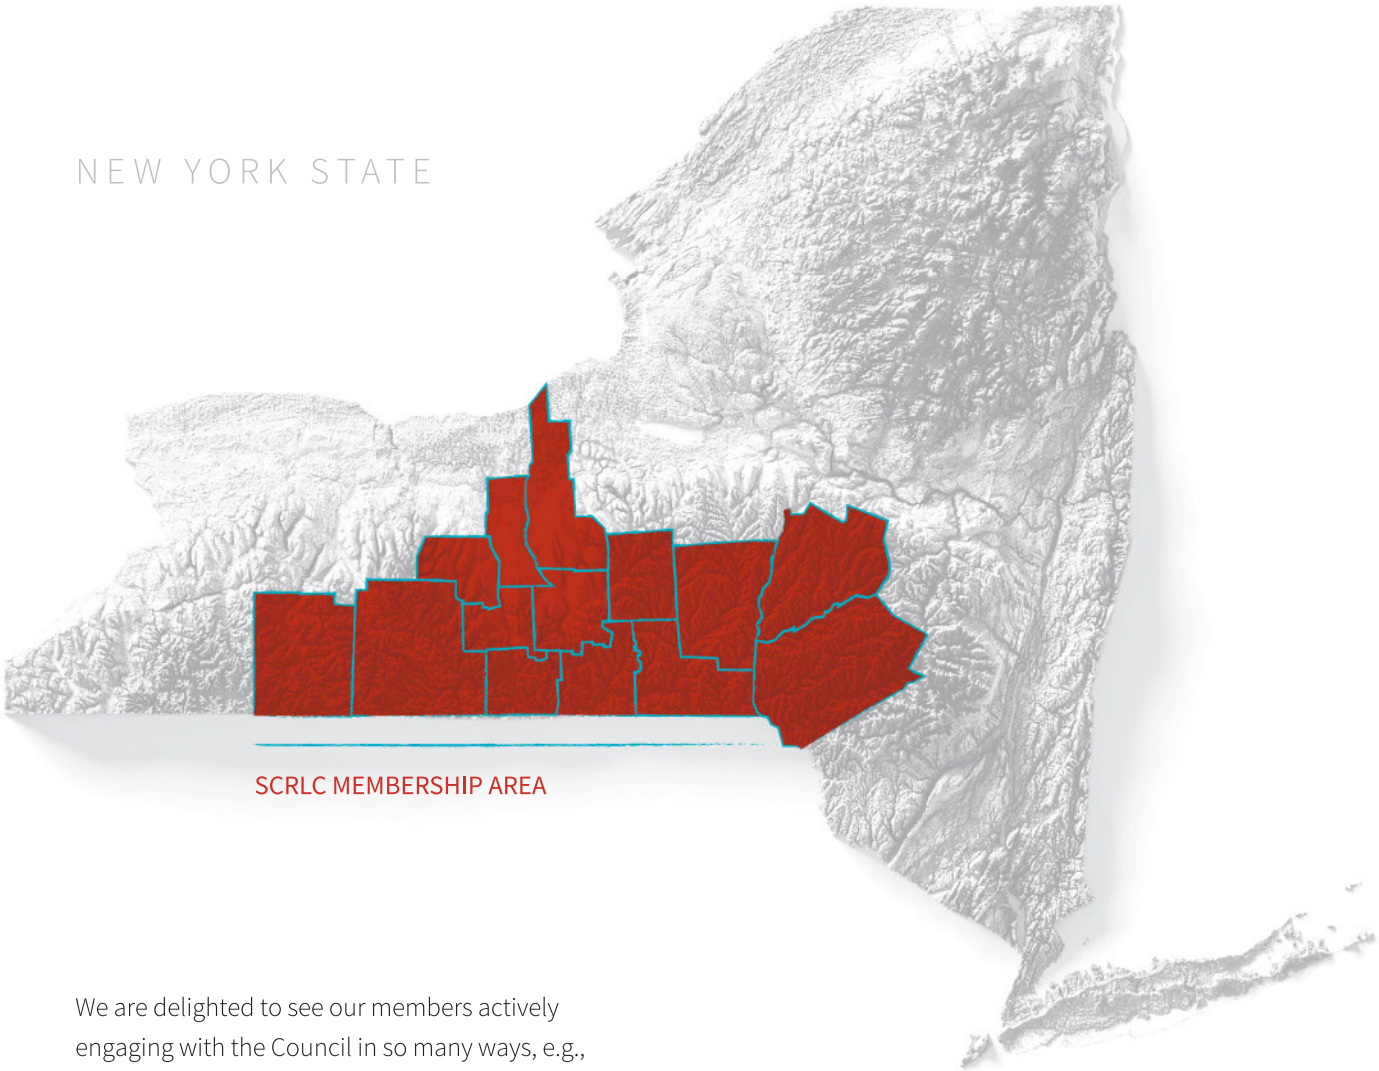 NEW YORK STATE
SCRLC MEMBERSHIP AREA
We are delighted to see our members actively
engaging with the Council in so many ways, e.g.,